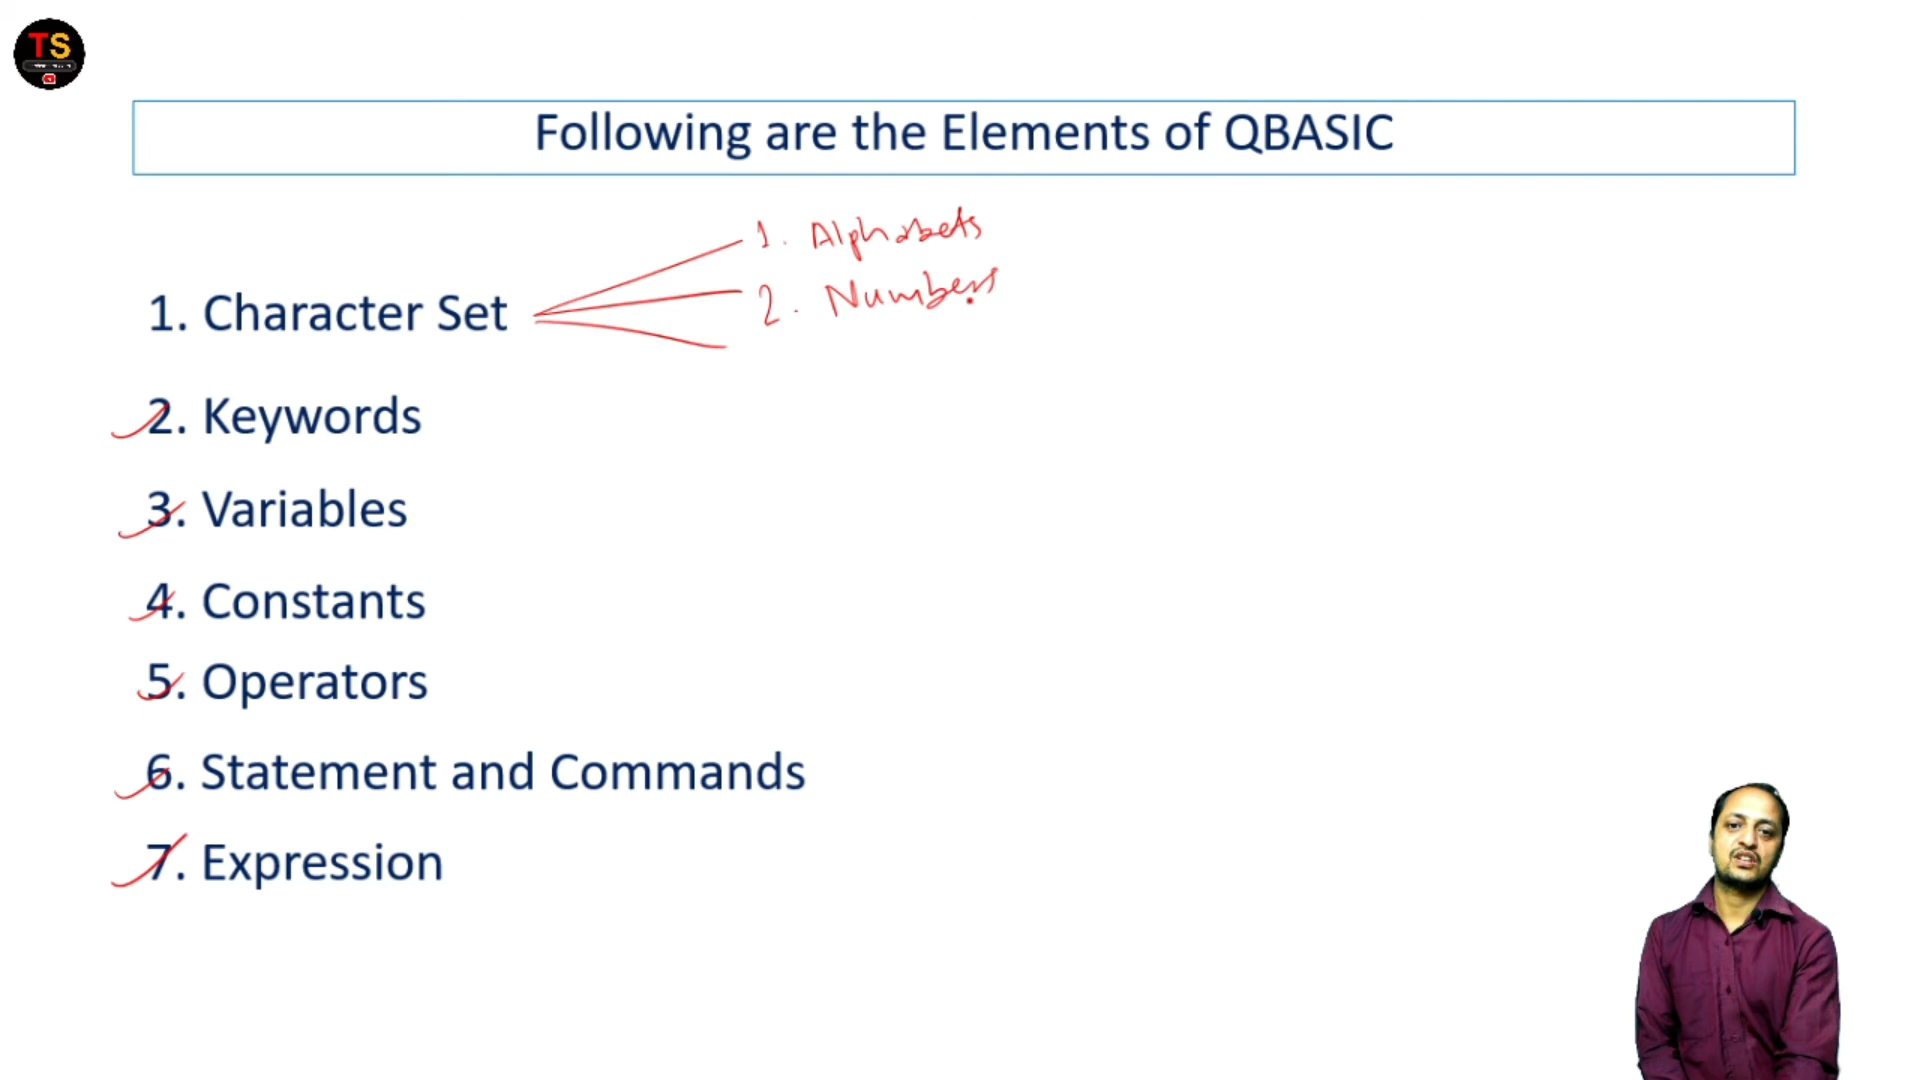 TS
Following are the Elements of QBASIC
1. Alphabets
2. Numbers
1. Character Set
2. Keywords
3. Variables
4. Constants
5. Operators
6. Statement and Commands
7. Expression